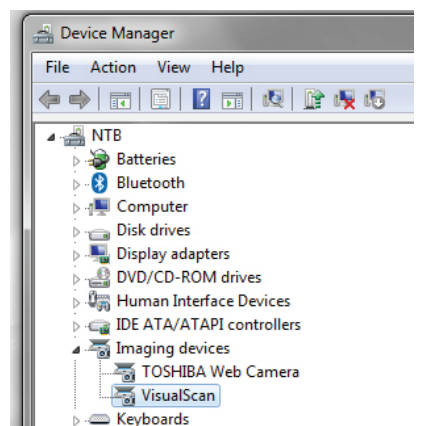 Device Manager
File Action View Help
NTB
Batteries
Bluetooth
Computer
Disk drives
Display adapters
DVD/CD-ROM drives
Human Interface Devices
IDE ATA/ATAPI controllers
Imaging devices
TOSHIBA Web Camera
VisualScan
Keyboards